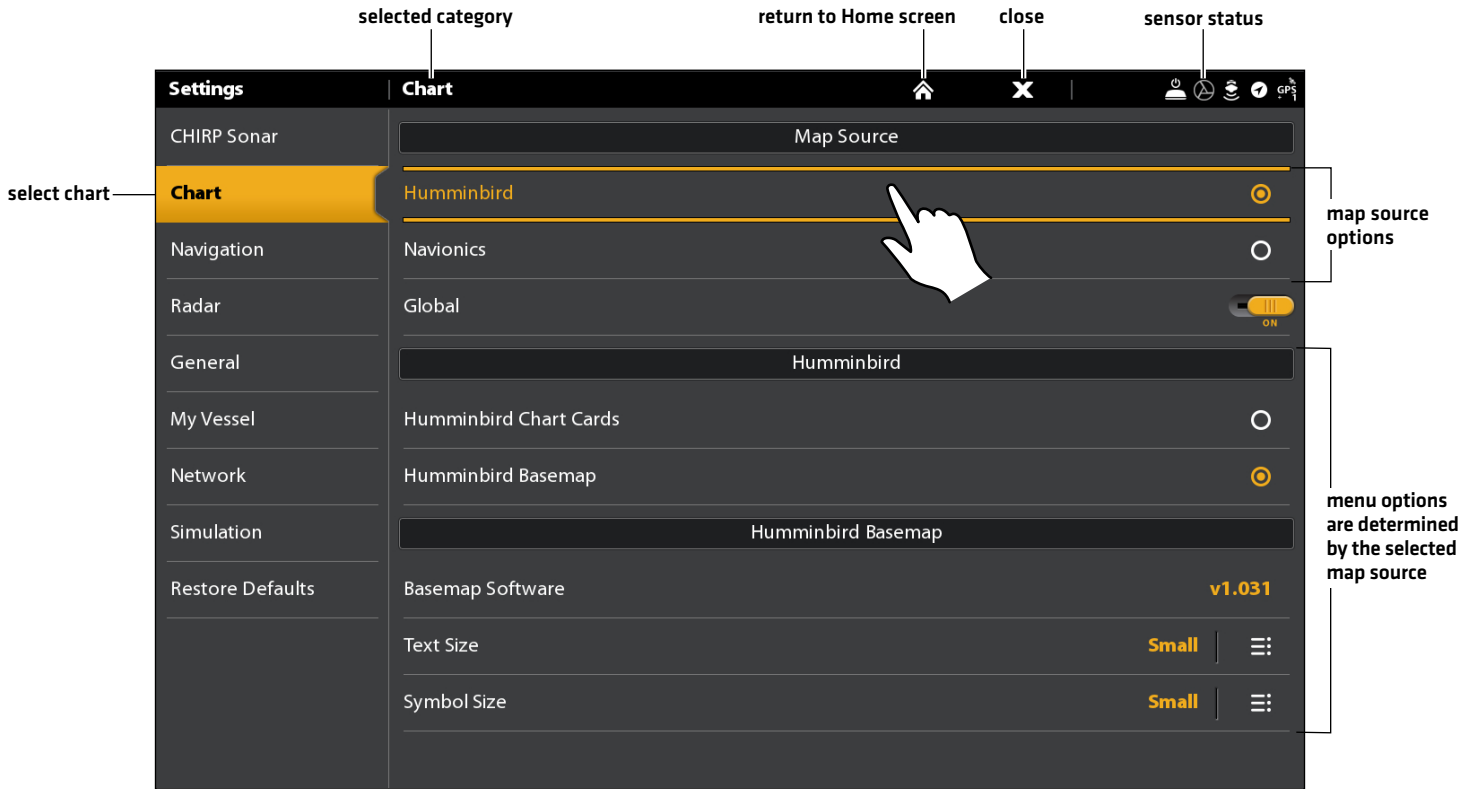 selected category
return to Home screen
close
sensor status
Settings
Chart
GPS
CHIRP Sonar
Map Source
select chart
Chart
Humminbird
map source
options
Navigation
Navionics
Radar
Global
ON
General
Humminbird
My Vessel
Humminbird Chart Cards
Network
Humminbird Basemap
menu options
are determined
by the selected
map source
Simulation
Humminbird Basemap
Restore Defaults
Basemap Software
v1.031
Text Size
Small
Symbol Size
Small